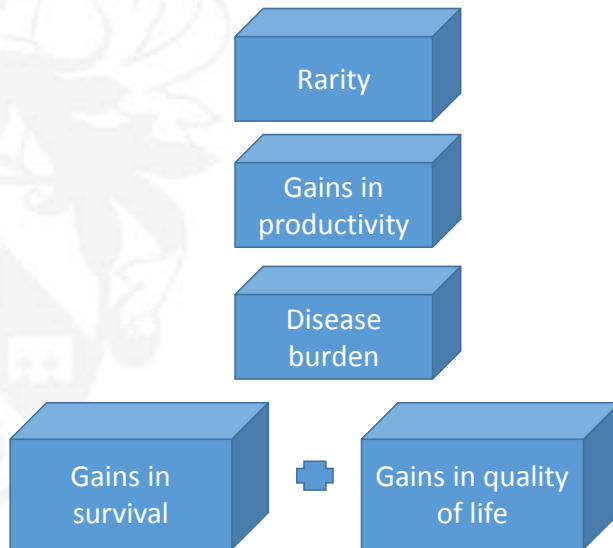 Rarity
Gains in
productivity
Disease
burden
Gains in
survival
Gains in quality
of life